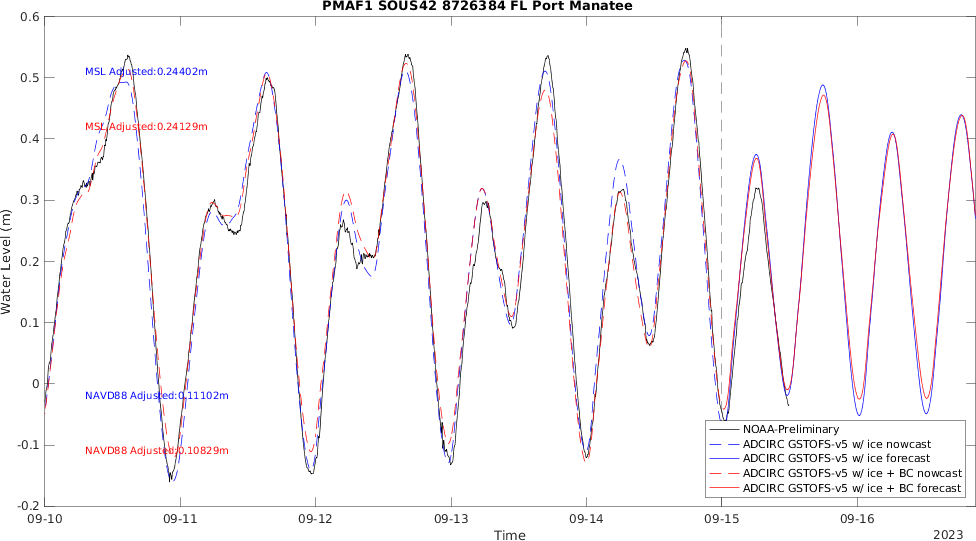 PMAF1 SOUS42 8726384 FL Port Manatee
0.6
0.5
0.4
0.3
0.2
0.1
0
-0.1
-0.2
Water Level (m)
MSL Adjusted:0.24402m
MSL Adjusted:0.24129m
NAVD88 Adjusted:0.11102m
NAVD88 Adjusted:0.10829m
NOAA-Preliminary
ADCIRC GSTOFS-v5 w/ ice nowcast
ADCIRC GSTOFS-v5 w/ ice forecast
ADCIRC GSTOFS-v5 w/ ice + BC nowcast
ADCIRC GSTOFS-v5 w/ ice + BC forecast
09-10 09-11 09-12 09-13 09-14 09-15 09-16
Time
2023